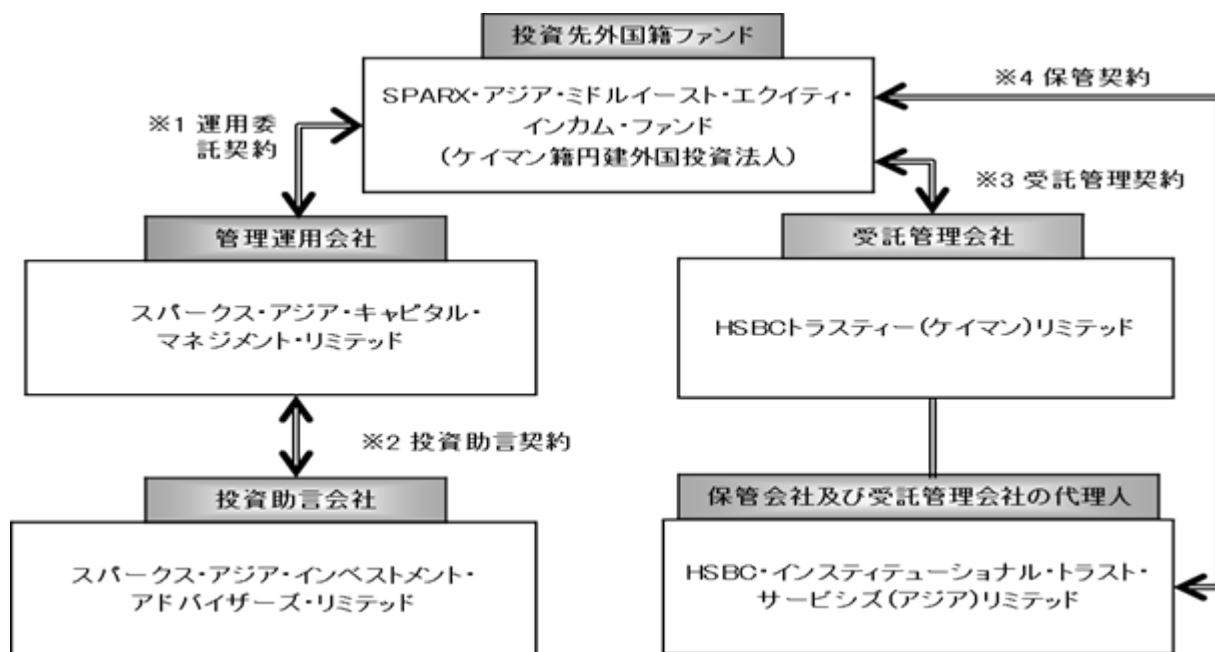 投資先外国籍ファンド
SPARX・アジア・ミドルイースト・エクイティ・
インカム・ファンド
(ケイマン籍円建外国投資法人)
※4 保管契約
※1 運用委
託契約
※3 受託管理契約
管理運用会社
スパークス・アジア・キャピタル・
マネジメント・リミテッド
受託管理会社
HSBCトラスティー(ケイマン)リミテッド
※2 投資助言契約
投資助言会社
スパークス・アジア・インベストメント・
アドバイザーズ・リミテッド
保管会社及び受託管理会社の代理人
HSBC・インスティテューショナル・トラスト・
サービシズ(アジア)リミテッド